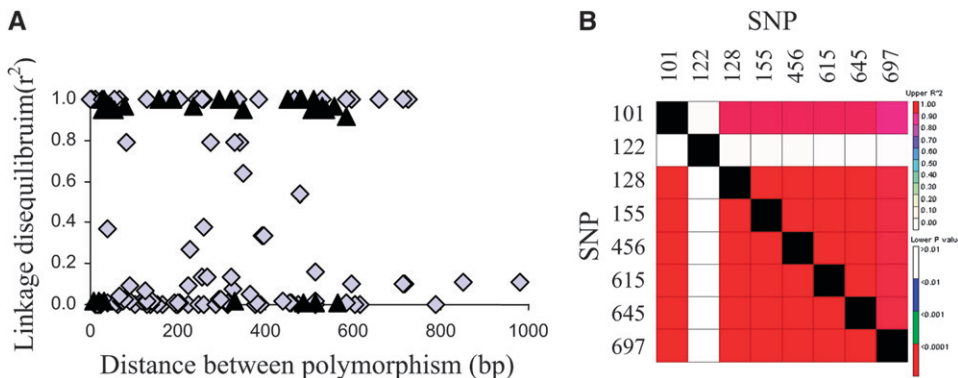 A
Linkage disequilibruim(r²)
1.0
0.8
0.6
0.4
0.2
0.0
0 200 400 600 800 1000
Distance between polymorphism (bp)
B
SNP
101 122 128 155 456 615 645 697
SNP
101
122
128
155
456
615
645
697
Upper R^2
1.00
0.90
0.80
0.70
0.60
0.50
0.40
0.30
0.20
0.10
0.00
Lower P value
>0.01
<0.01
<0.001
<0.0001